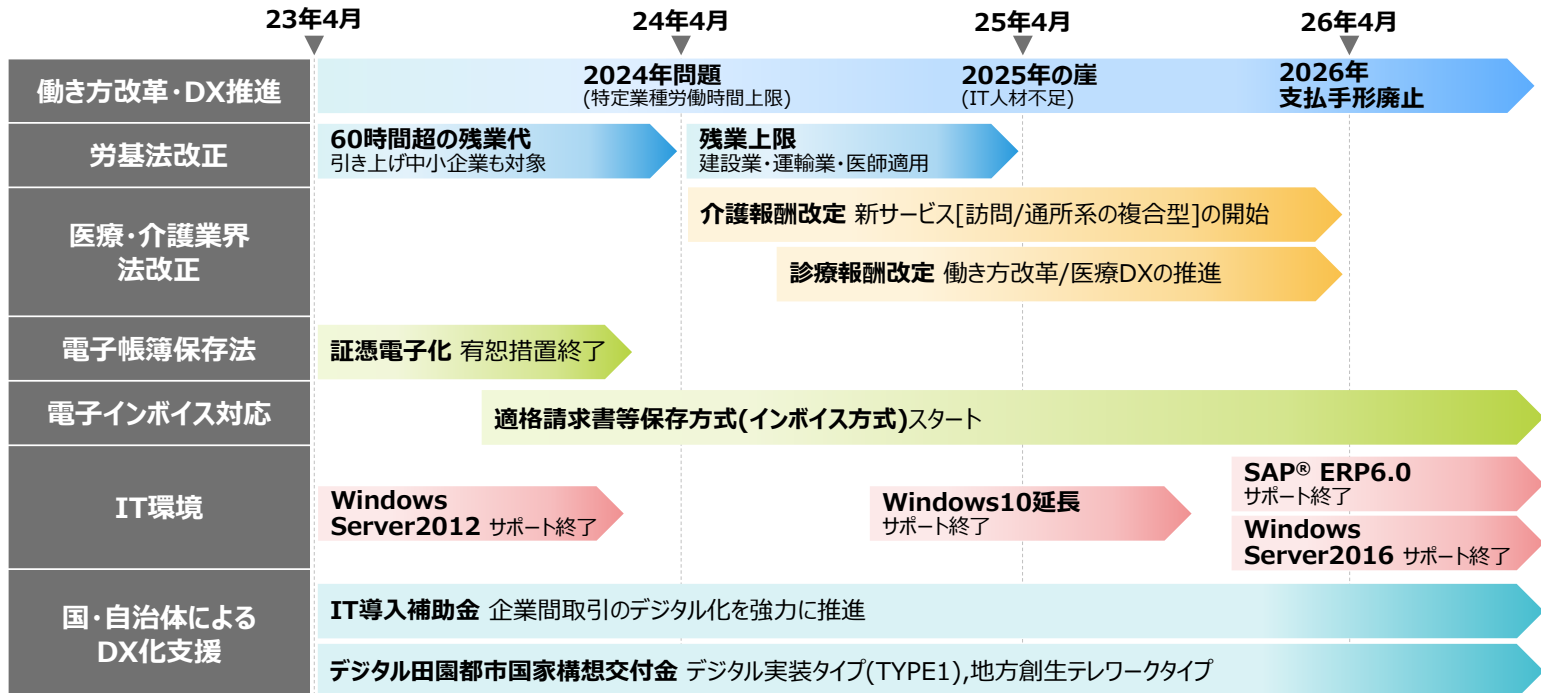 23年4月
24年4月
25年4月
26年4月
働き方改革・DX推進
2024年問題
(特定業種労働時間上限)
2025年の崖
(IT人材不足)
2026年
支払手形廃止
労基法改正
60時間超の残業代
引き上げ中小企業も対象
残業上限
建設業・運輸業・医師適用
医療・介護業界
法改正
介護報酬改定 新サービス[訪問/通所系の複合型]の開始
診療報酬改定 働き方改革/医療DXの推進
電子帳簿保存法
証憑電子化 宥恕措置終了
電子インボイス対応
適格請求書等保存方式(インボイス方式)スタート
IT環境
Windows
Server2012 サポート終了
Windows10延長
サポート終了
SAP® ERP6.0
サポート終了
Windows
Server2016 サポート終了
国・自治体による
DX化支援
IT導入補助金 企業間取引のデジタル化を強力に推進
デジタル田園都市国家構想交付金 デジタル実装タイプ(TYPE1),地方創生テレワークタイプ